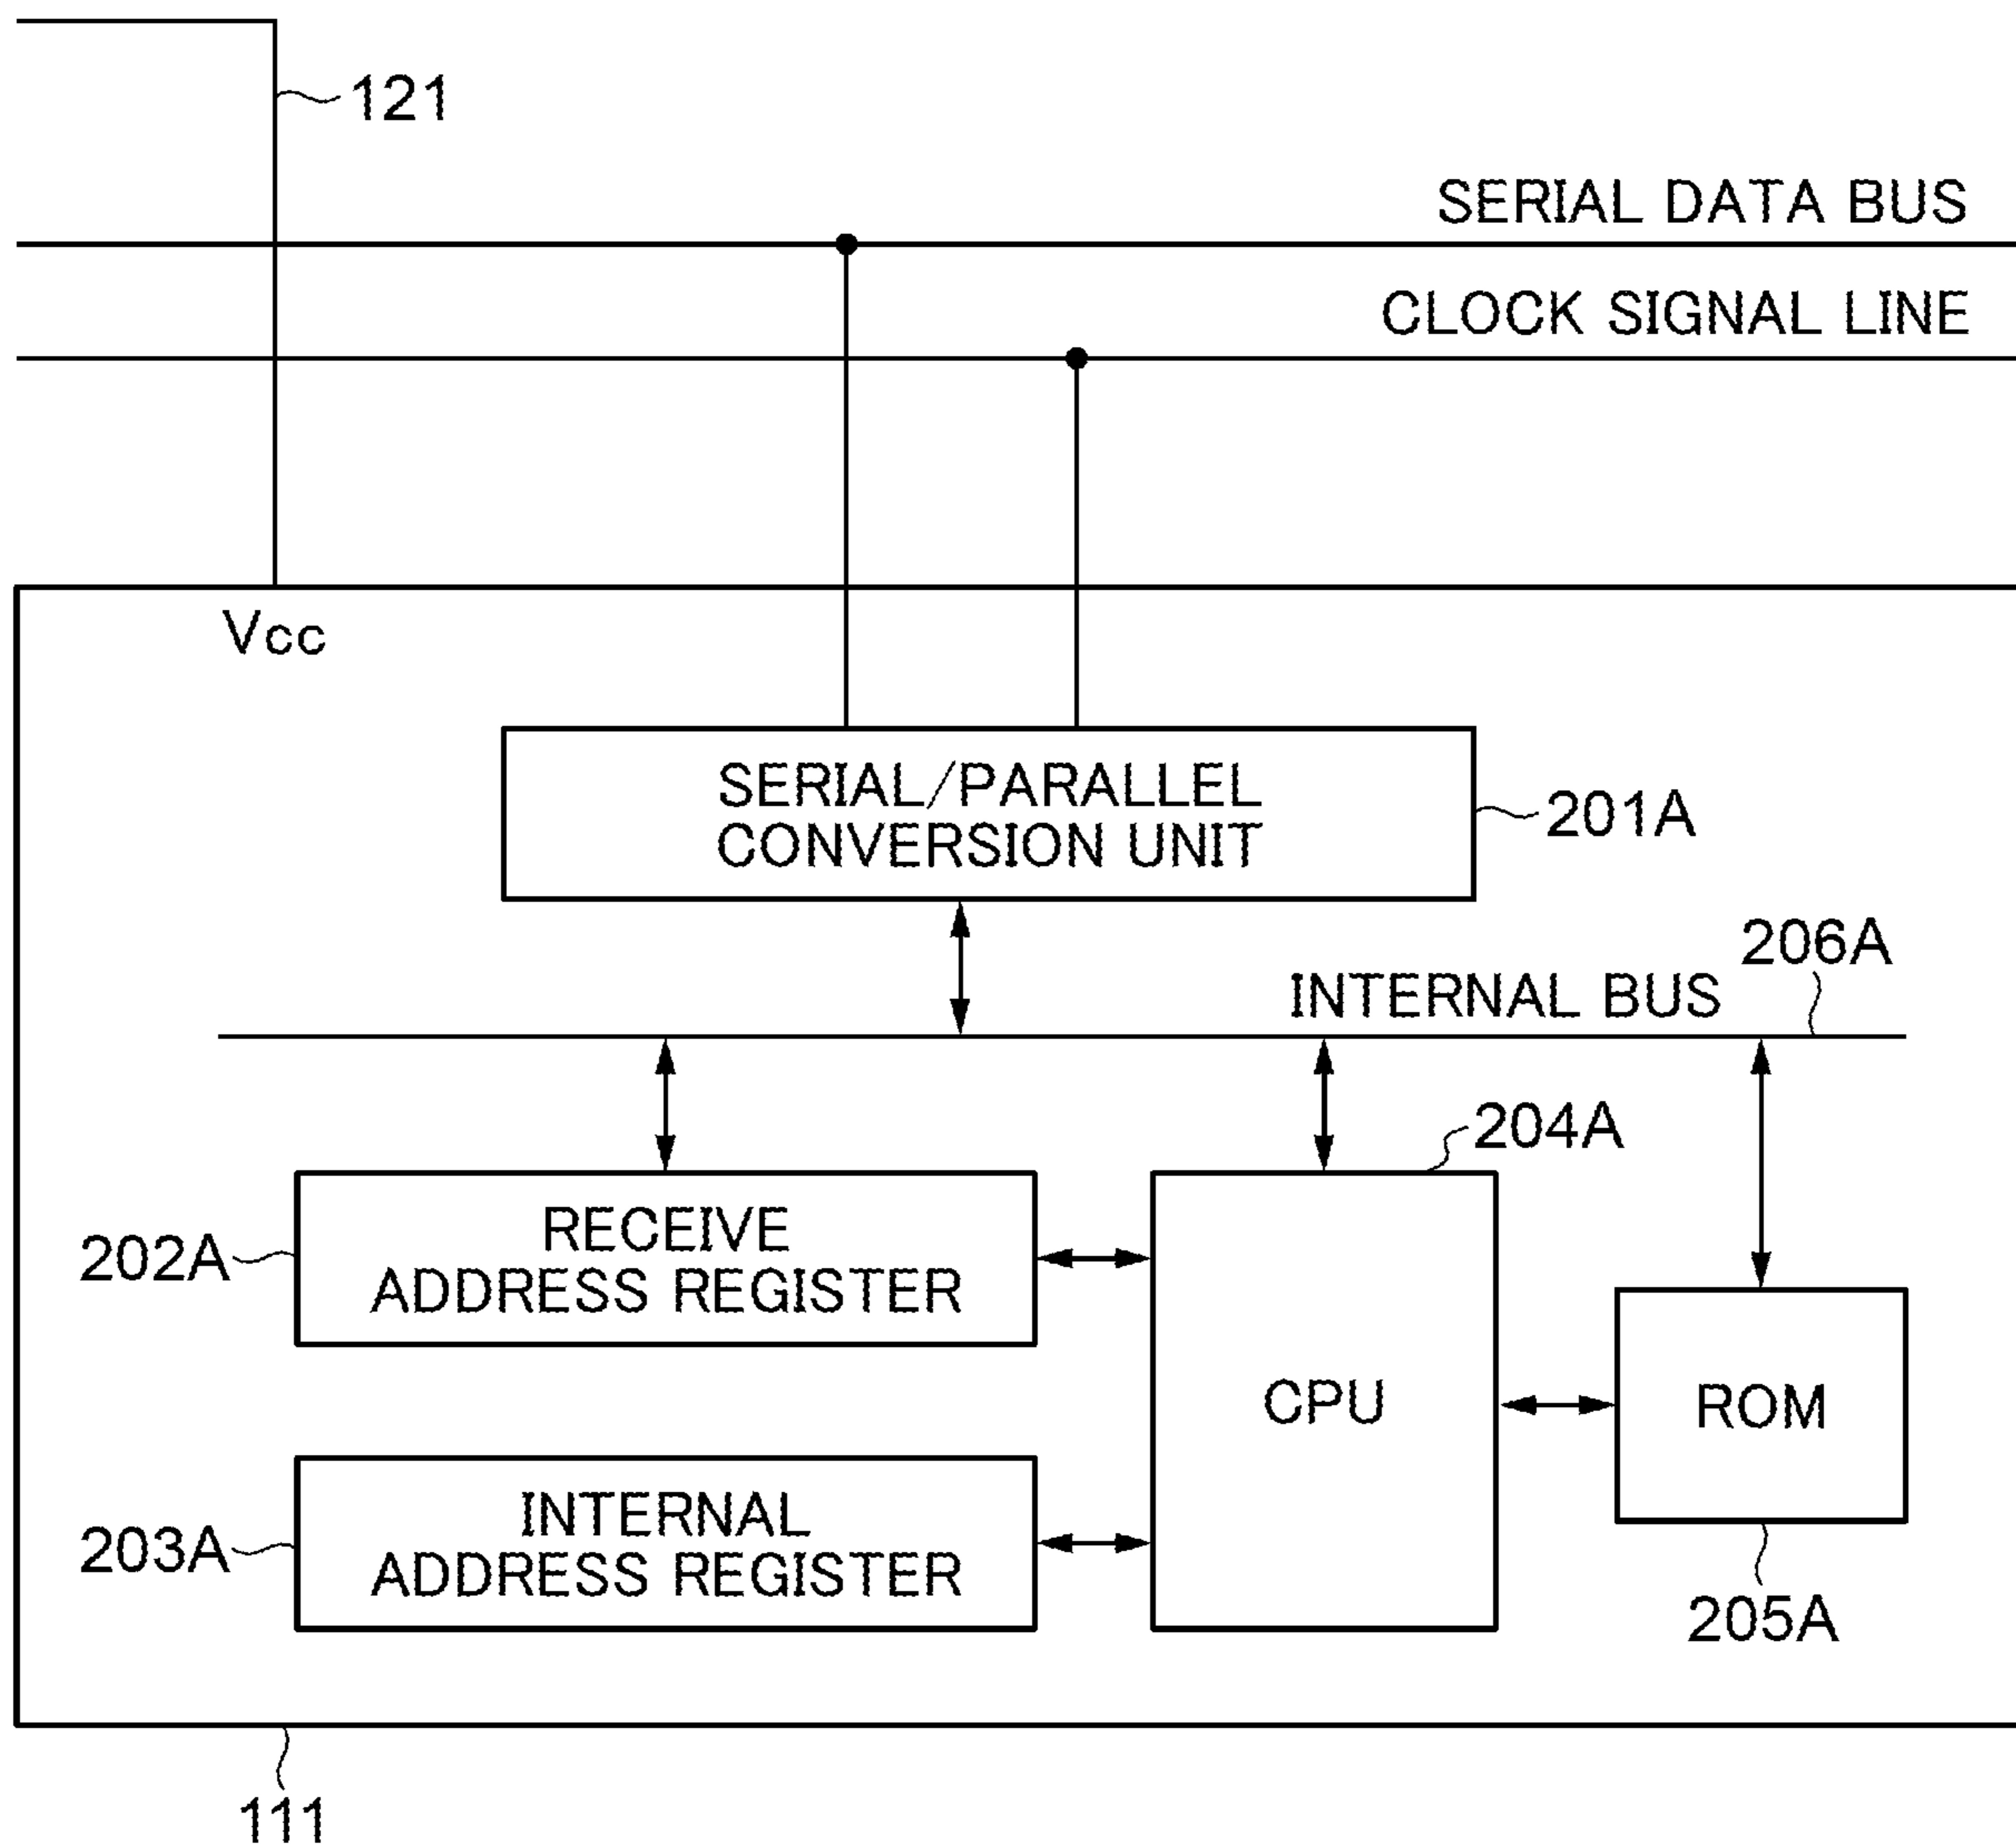 121
SERIAL DATA BUS
CLOCK SIGNAL LINE
Vcc
SERIAL/PARALLEL
CONVERSION UNIT
201A
206A
INTERNAL BUS
204A
RECEIVE
ADDRESS REGISTER
202A
CPU
ROM
INTERNAL
ADDRESS REGISTER
203A
205A
111